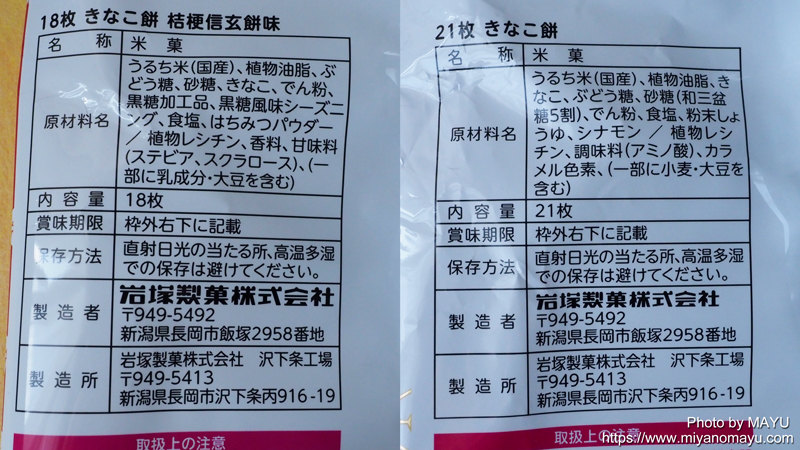 18枚 きなこ餅 桔梗信玄餅味
名称 米菓
原材料名
うるち米(国産)、植物油脂、ぶ
どう糖、砂糖、きなこ、でん粉、
黒糖加工品、黒糖風味シーズニ
ング、食塩、はちみつパウダー
／ 植物レシチン、香料、甘味料
(ステビア、スクラロース)、(一
部に乳成分・大豆を含む)
内容量 18枚
賞味期限 枠外右下に記載
保存方法
直射日光の当たる所、高温多湿
での保存は避けてください。
製造者
岩塚製菓株式会社
〒949-5492
新潟県長岡市飯塚2958番地
製造所
岩塚製菓株式会社 沢下条工場
〒949-5413
新潟県長岡市沢下条丙916-19
取扱上の注意
21枚 きなこ餅
名称 米菓
原材料名
うるち米(国産)、植物油脂、き
なこ、ぶどう糖、砂糖(和三盆
糖5割)、でん粉、食塩、粉末しょ
うゆ、シナモン ／ 植物レシ
チン、調味料(アミノ酸)、カラ
メル色素、(一部に小麦・大豆を
含む)
内容量 21枚
賞味期限 枠外右下に記載
保存方法
直射日光の当たる所、高温多湿
での保存は避けてください。
製造者
岩塚製菓株式会社
〒949-5492
新潟県長岡市飯塚2958番地
製造所
岩塚製菓株式会社 沢下条工場
〒949-5413
新潟県長岡市沢下条丙916-19
取扱上の注意
Photo by MAYU
https://www.miyanomayu.com/